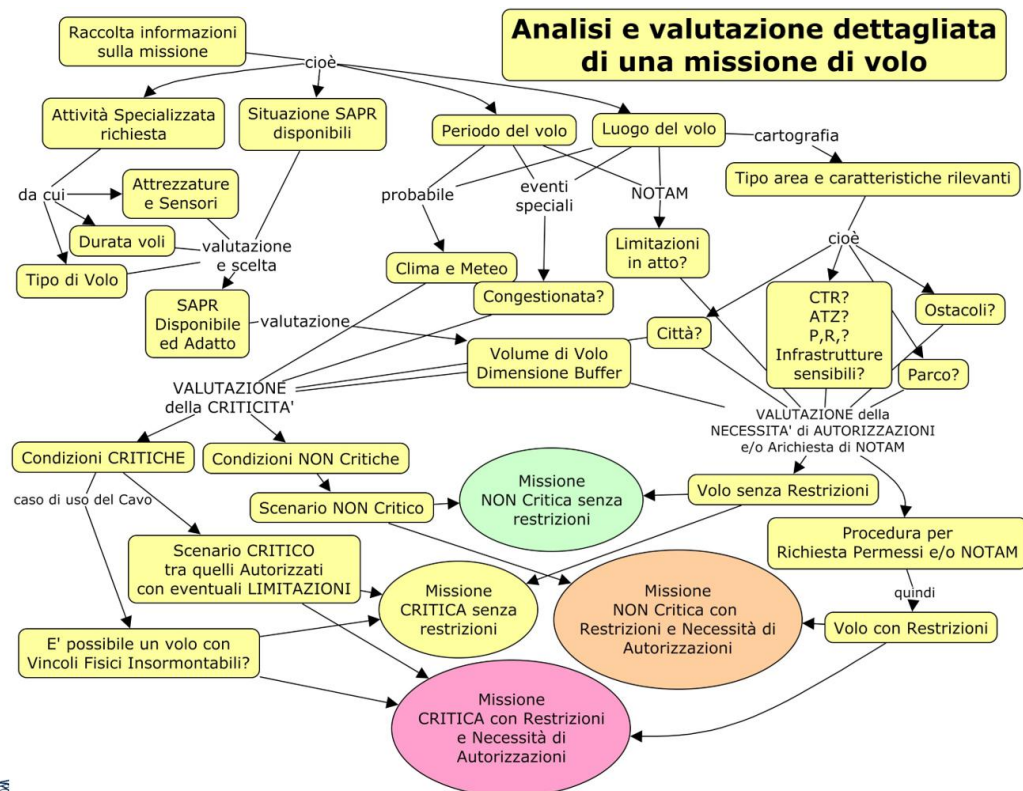 Analisi e valutazione dettagliata
di una missione di volo
Raccolta informazioni
sulla missione
cioè
Attività Specializzata
richiesta
Situazione SAPR
disponibili
Periodo del volo
Luogo del volo
cartografia
Tipo area e caratteristiche rilevanti
da cui
Attrezzature
e Sensori
Durata voli
Tipo di Volo
valutazione
e scelta
probabile
eventi
speciali
NOTAM
cioè
Clima e Meteo
Congestionata?
Limitazioni
in atto?
Città?
CTR?
ATZ?
P,R,?
Infrastrutture
sensibili?
Ostacoli?
Parco?
SAPR
Disponibile
ed Adatto
valutazione
Volume di Volo
Dimensione Buffer
VALUTAZIONE
della CRITICITA'
VALUTAZIONE della
NECESSITA' di AUTORIZZAZIONI
e/o Arichiesta di NOTAM
Condizioni CRITICHE
Condizioni NON Critiche
caso di uso del Cavo
Scenario NON Critico
Missione
NON Critica senza
restrizioni
Volo senza Restrizioni
Procedura per
Richiesta Permessi e/o NOTAM
quindi
Volo con Restrizioni
Scenario CRITICO
tra quelli Autorizzati
con eventuali LIMITAZIONI
Missione
CRITICA senza
restrizioni
Missione
NON Critica con
Restrizioni e Necessità di
Autorizzazioni
E' possibile un volo con
Vincoli Fisici Insormontabili?
Missione
CRITICA con Restrizioni
e Necessità di
Autorizzazioni